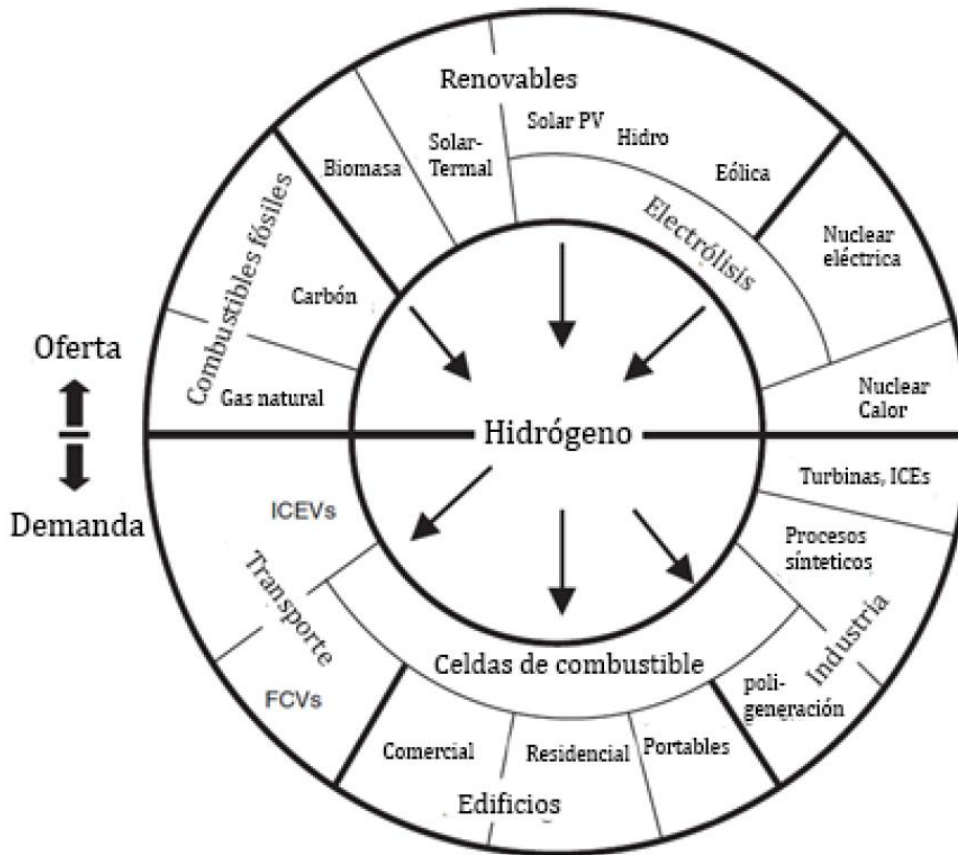 Renovables
Solar PV
Hidro
Eólica
Solar-
Termal
Biomasa
Electrólisis
Nuclear
eléctrica
Combustibles fósiles
Carbón
Gas natural
Nuclear
Calor
Oferta
Hidrógeno
Demanda
Turbinas, ICEs
ICEVs
Procesos
sínteticos
Transporte
Industria
Celdas de combustible
FCVs
poli-
generación
Comercial
Residencial
Portables
Edificios